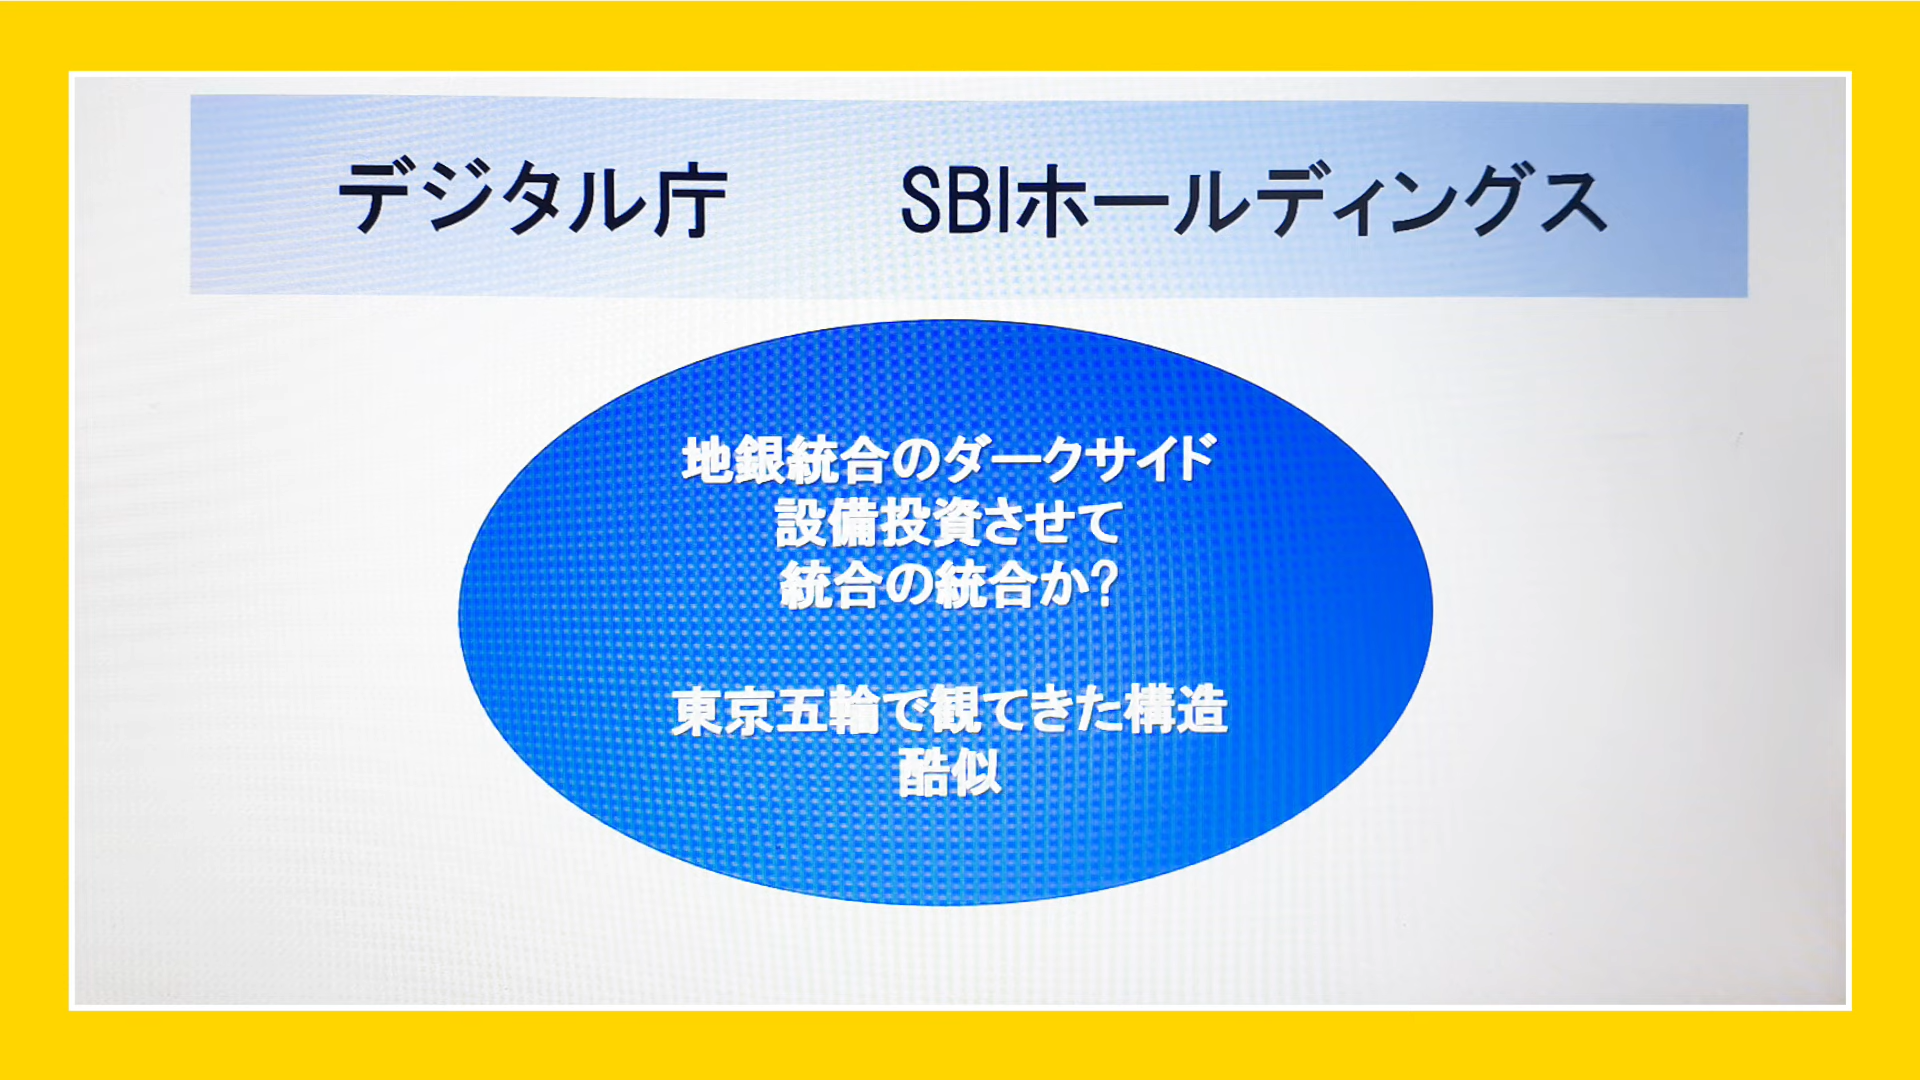 デジタル庁　　SBIホールディングス
地銀統合のダークサイド
設備投資させて
統合の統合か?
東京五輪で観てきた構造
酷似